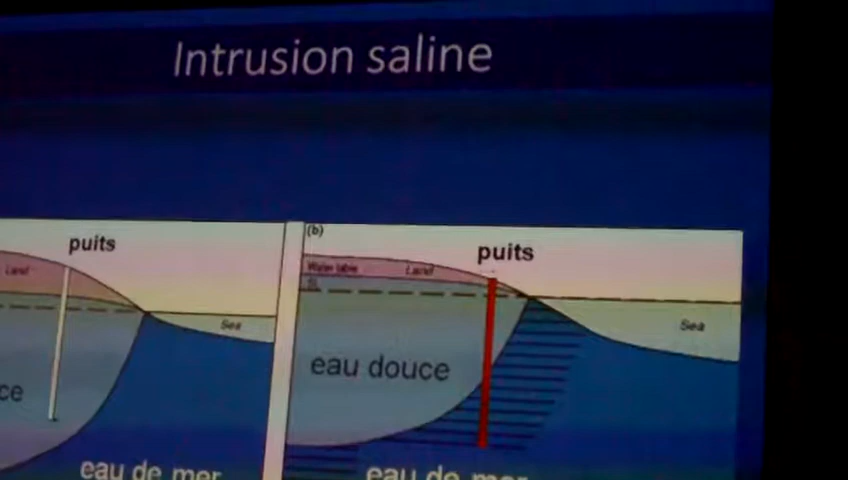 Intrusion saline
puits
Land
Sea
ce
eau de mer
(b)
puits
Water table
Land
SL
Sea
eau douce
eau de mer